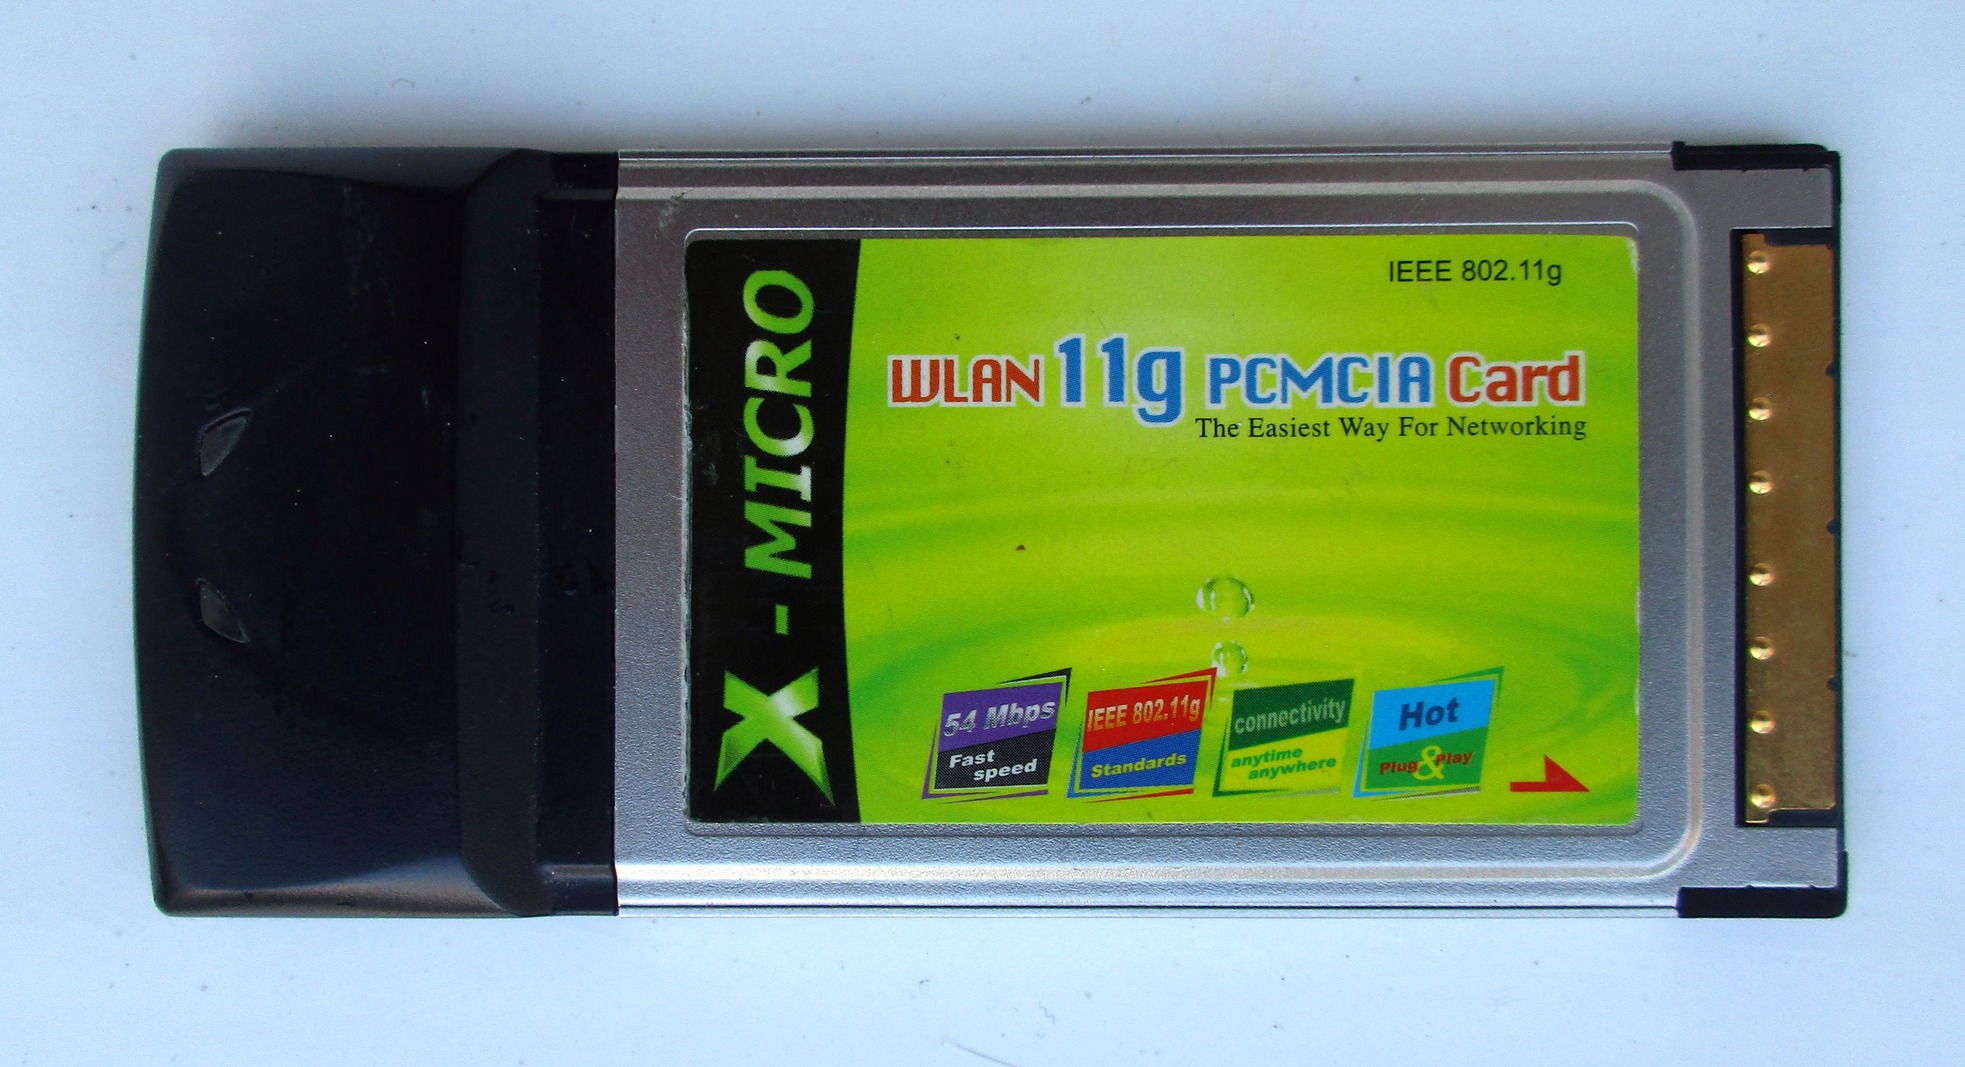 X - MICRO
IEEE 802.11g
WLAN 11g PCMCIA Card
The Easiest Way For Networking
54 Mbps
Fast
speed
IEEE 802.11g
Standards
connectivity
anytime
anywhere
Hot
Plug & Play